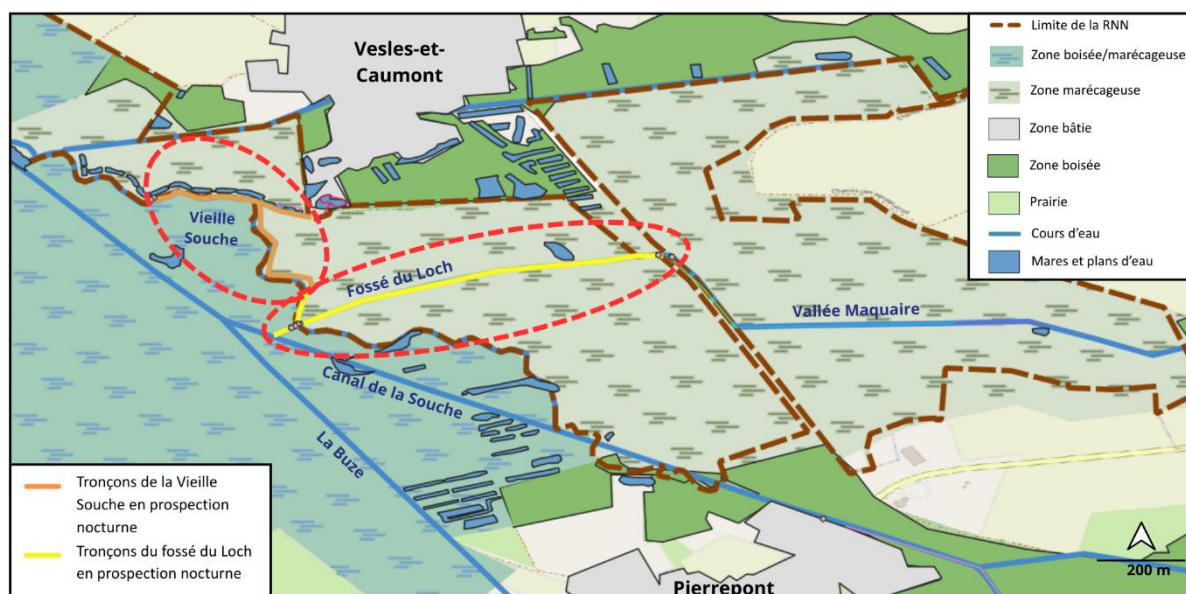 Vesles-et-
Caumont
Limite de la RNN
Zone boisée/marécageuse
Zone marécageuse
Zone bâtie
Zone boisée
Prairie
Cours d'eau
Mares et plans d'eau
Vieille
Souche
Fossé du Loch
Vallée Maquaire
Canal de la Souche
La Buze
Tronçons de la Vieille
Souche en prospection
nocturne
Tronçons du fossé du Loch
en prospection nocturne
Pierrepont
200 m